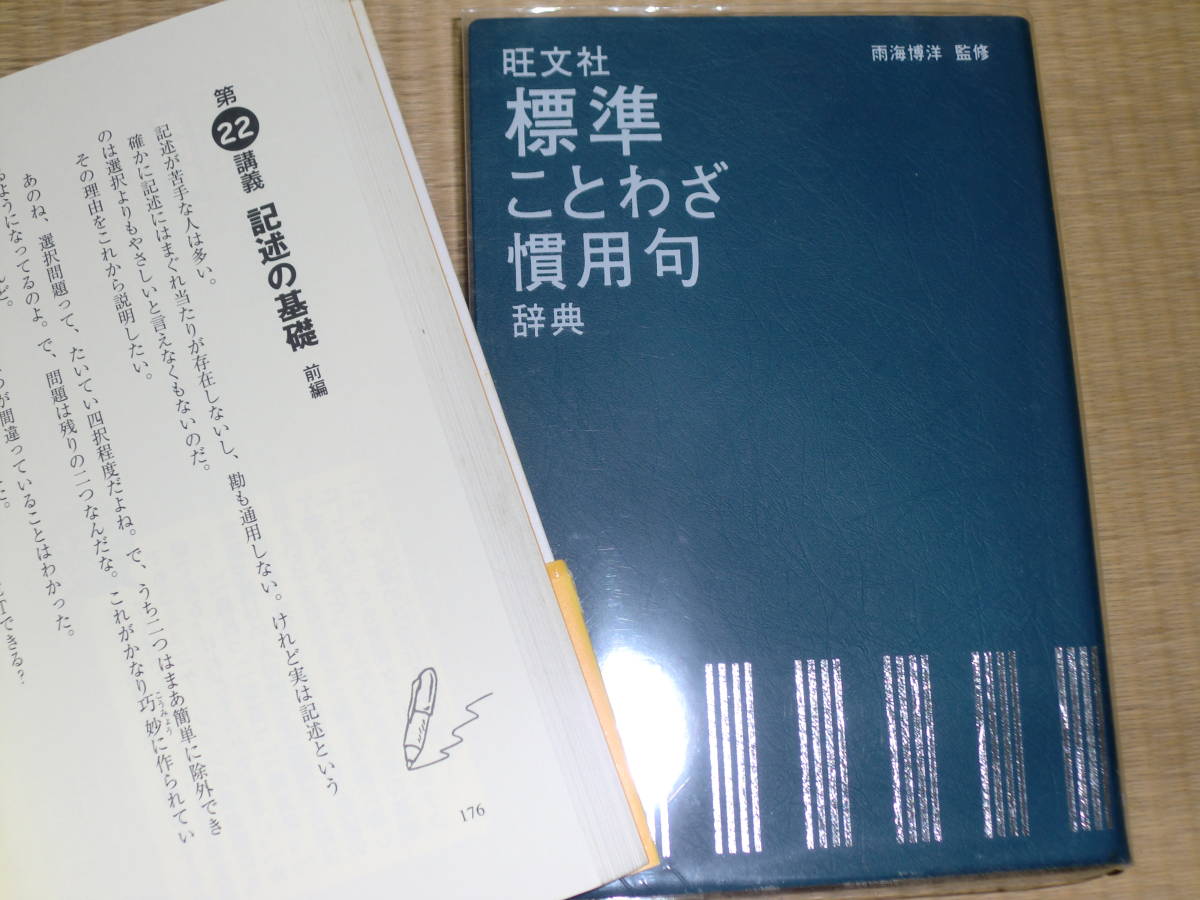 第22講義 記述の基礎 前編
記述が苦手な人は多い。
確かに記述にはまぐれ当たりが存在しないし、勘も通用しない。けれど実は記述という
のは選択よりもやさしいと言えなくもないのだ。
その理由をこれから説明したい。
あのね、選択問題って、たいてい四択程度だよね。で、うち二つはまあ簡単に除外でき
るようになってるのよ。で、問題は残りの二つなんだな。これがかなり巧妙に作られてい
こうみょう
つが間違っていることはわかった。
できる?
176
旺文社
標準
ことわざ
慣用句
辞典
雨海博洋 監修